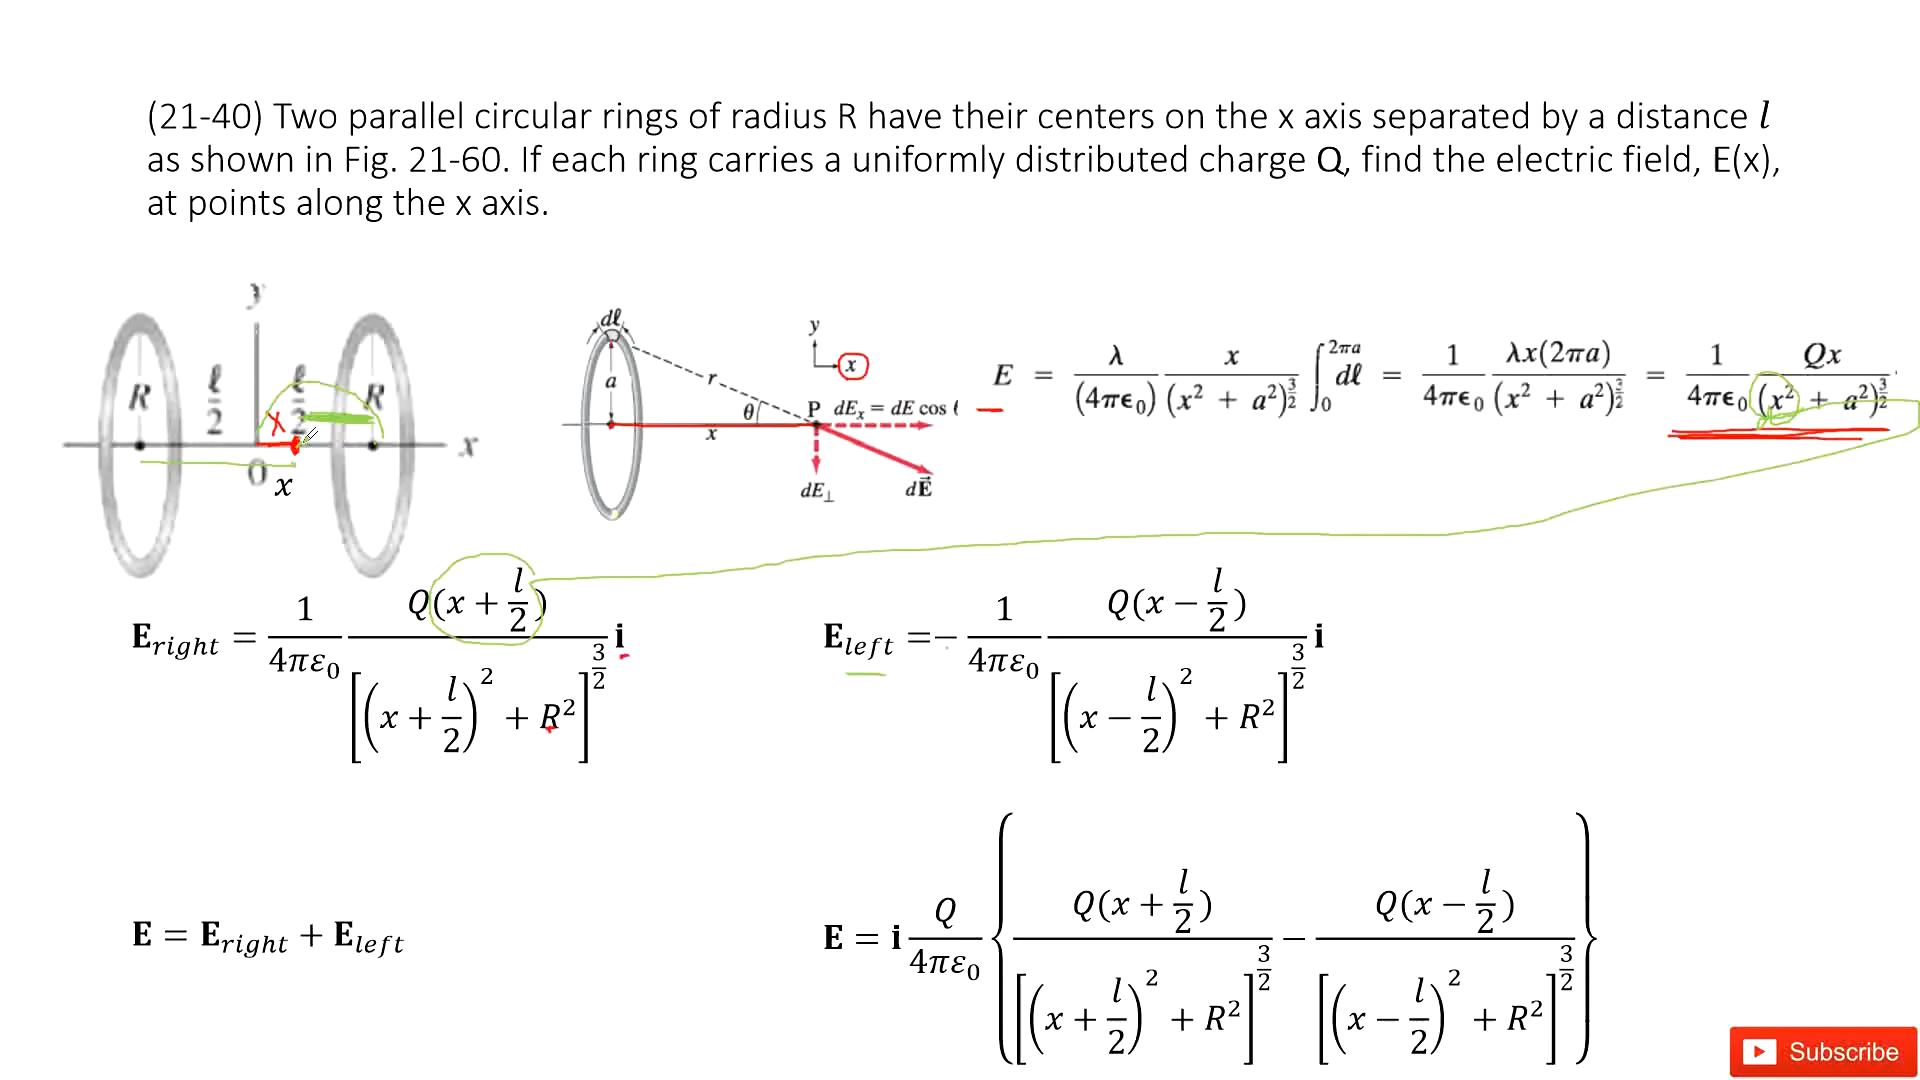 (21-40) Two parallel circular rings of radius R have their centers on the x axis separated by a distance l
as shown in Fig. 21-60. If each ring carries a uniformly distributed charge Q, find the electric field, E(x),
at points along the x axis.
y
R ℓ/2 ℓ/2 R
X
0 x
x
dℓ
a r
θ P
x
y
x
dE_x = dE cos
dE⊥ dE⃗
E = λ/(4πϵ₀) x/(x² + a²)^(3/2) ∫₀^(2πa) dℓ = 1/4πϵ₀ λx(2πa)/(x² + a²)^(3/2) = 1/4πϵ₀ Qx/(x² + a²)^(3/2)
E_right = 1/4πε₀ Q(x + l/2)/[(x + l/2)² + R²]^(3/2) i
E_left =− 1/4πε₀ Q(x − l/2)/[(x − l/2)² + R²]^(3/2) i
E = E_right + E_left
E = i Q/4πε₀ {Q(x + l/2)/[(x + l/2)² + R²]^(3/2) − Q(x − l/2)/[(x − l/2)² + R²]^(3/2)}
Subscribe